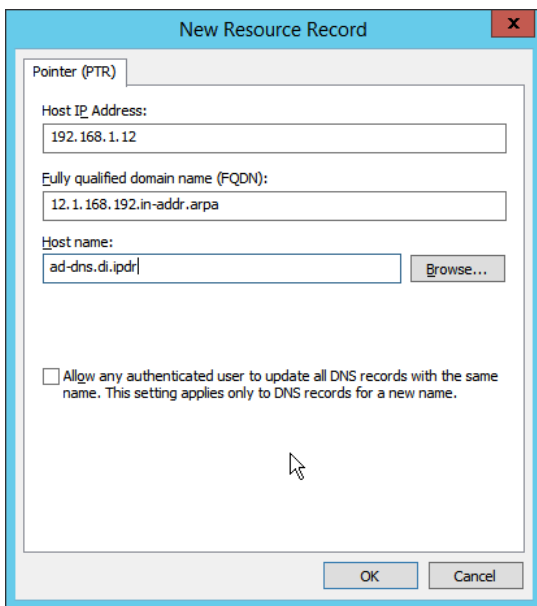 New Resource Record
x
Pointer (PTR)
Host IP Address:
192.168.1.12
Fully qualified domain name (FQDN):
12.1.168.192.in-addr.arpa
Host name:
ad-dns.di.ipdr
Browse...
Allow any authenticated user to update all DNS records with the same
name. This setting applies only to DNS records for a new name.
OK
Cancel